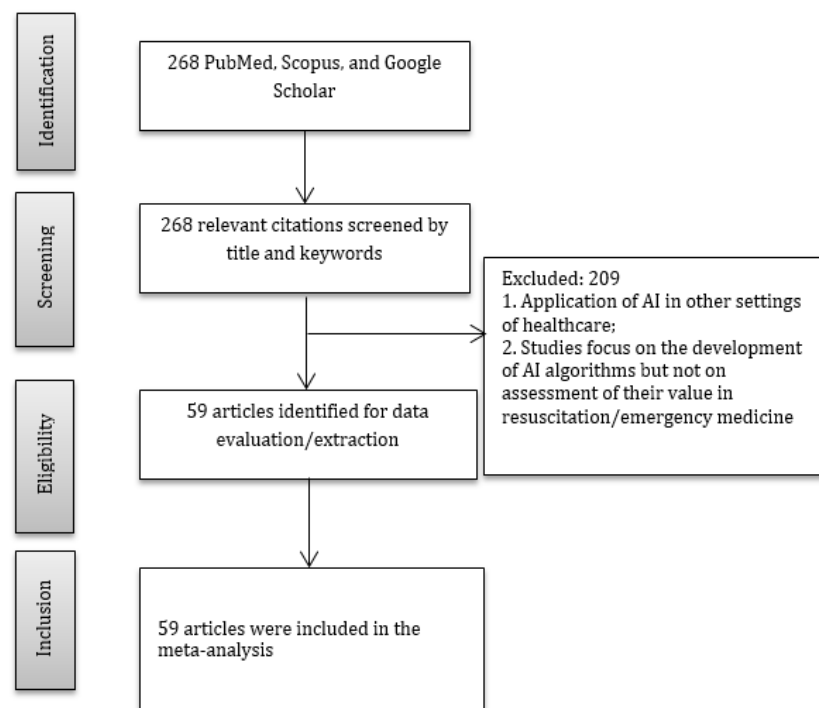 Identification
268 PubMed, Scopus, and Google
Scholar
Screening
268 relevant citations screened by
title and keywords
Excluded: 209
1. Application of AI in other settings
of healthcare;
2. Studies focus on the development
of AI algorithms but not on
assessment of their value in
resuscitation/emergency medicine
Eligibility
59 articles identified for data
evaluation/extraction
Inclusion
59 articles were included in the
meta-analysis